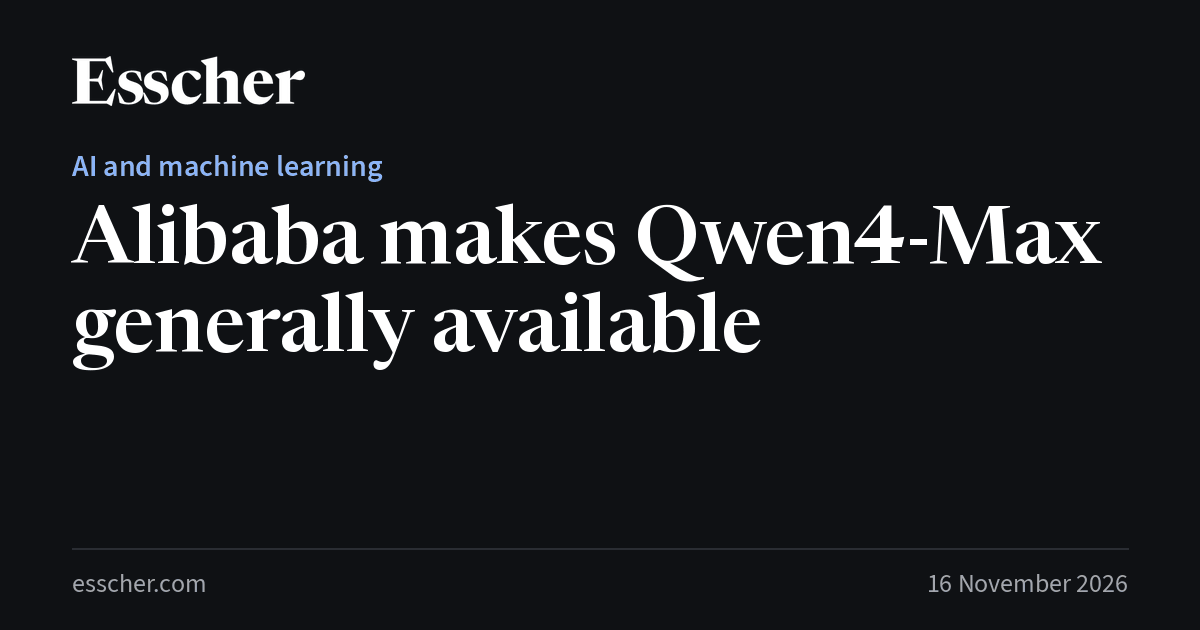 Esscher
AI and machine learning
Alibaba makes Qwen4-Max
generally available
esscher.com
16 November 2026